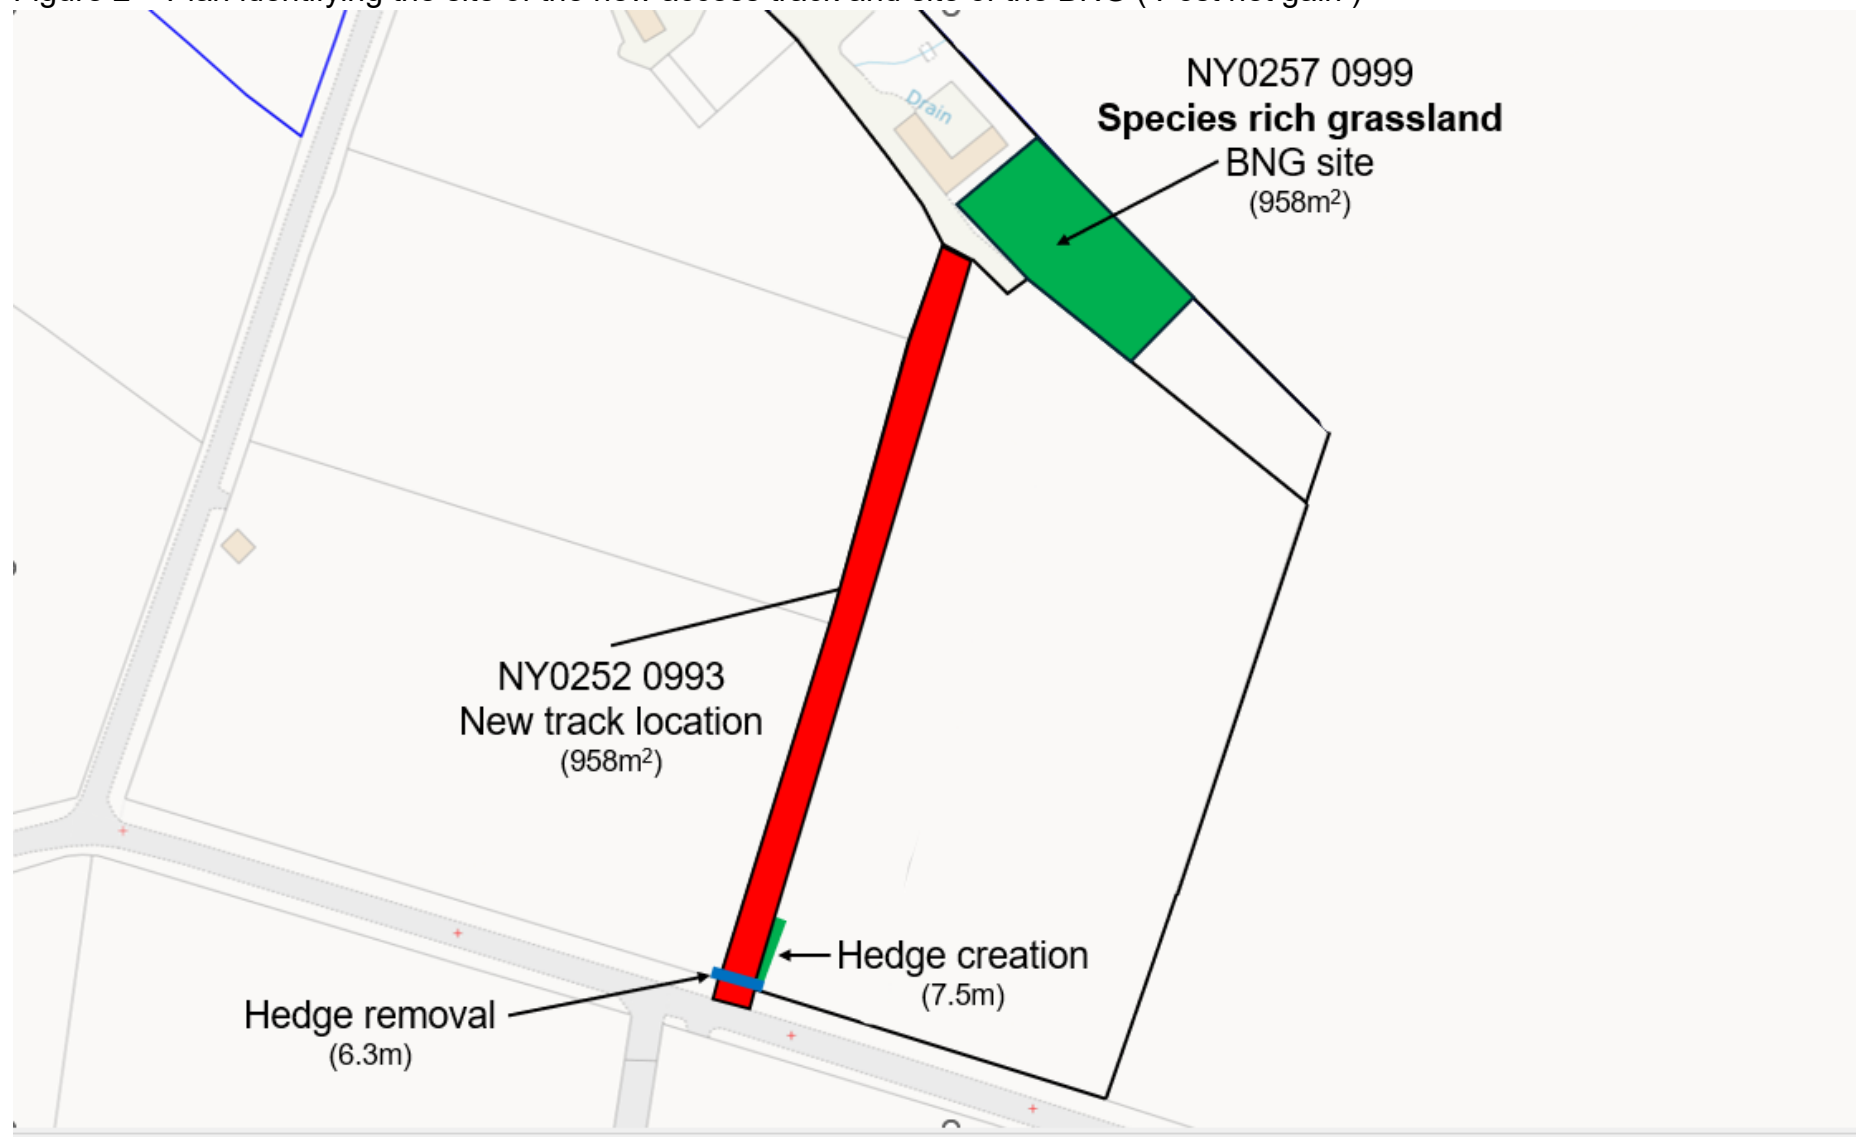 NY0257 0999
Species rich grassland
BNG site
(958m²)
Drain
NY0252 0993
New track location
(958m²)
Hedge creation
(7.5m)
Hedge removal
(6.3m)